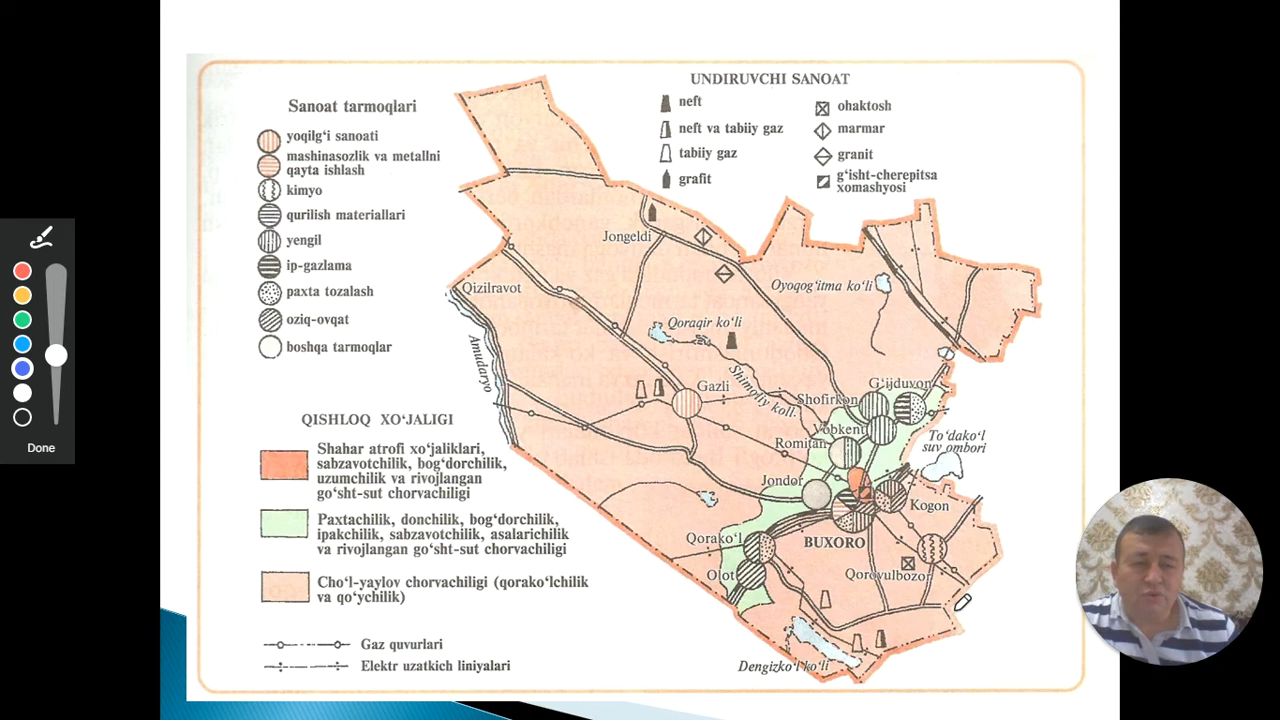 Sanoat tarmoqlari
yoqilg‘i sanoati
mashinasozlik va metallni
qayta ishlash
kimyo
qurilish materiallari
yengil
ip-gazlama
paxta tozalash
oziq-ovqat
boshqa tarmoqlar
UNDIRUVCHI SANOAT
neft
neft va tabiiy gaz
tabiiy gaz
grafit
ohaktosh
marmar
granit
g‘isht-cherepitsa
xomashyosi
QISHLOQ XO‘JALIGI
Shahar atrofi xo‘jaliklari,
sabzavotchilik, bog‘dorchilik,
uzumchilik va rivojlangan
go‘sht-sut chorvachiligi
Paxtachilik, donchilik, bog‘dorchilik,
ipakchilik, sabzavotchilik, asalarichilik
va rivojlangan go‘sht-sut chorvachiligi
Cho‘l-yaylov chorvachiligi (qorako‘lchilik
va qo‘ychilik)
Gaz quvurlari
Elektr uzatkich liniyalari
Jongeldi
Qizilravot
Amudaryo
Oyoqog‘itma ko‘li
Qoraqir ko‘li
Shimoliy koll.
Gazli
G‘ijduvon
Shofirkon
Vobkent
Romitan
To‘dako‘l
suv ombori
Jondor
Kogon
BUXORO
Qorako‘l
Olot
Qorovulbozor
Dengizko‘l ko‘li
Done